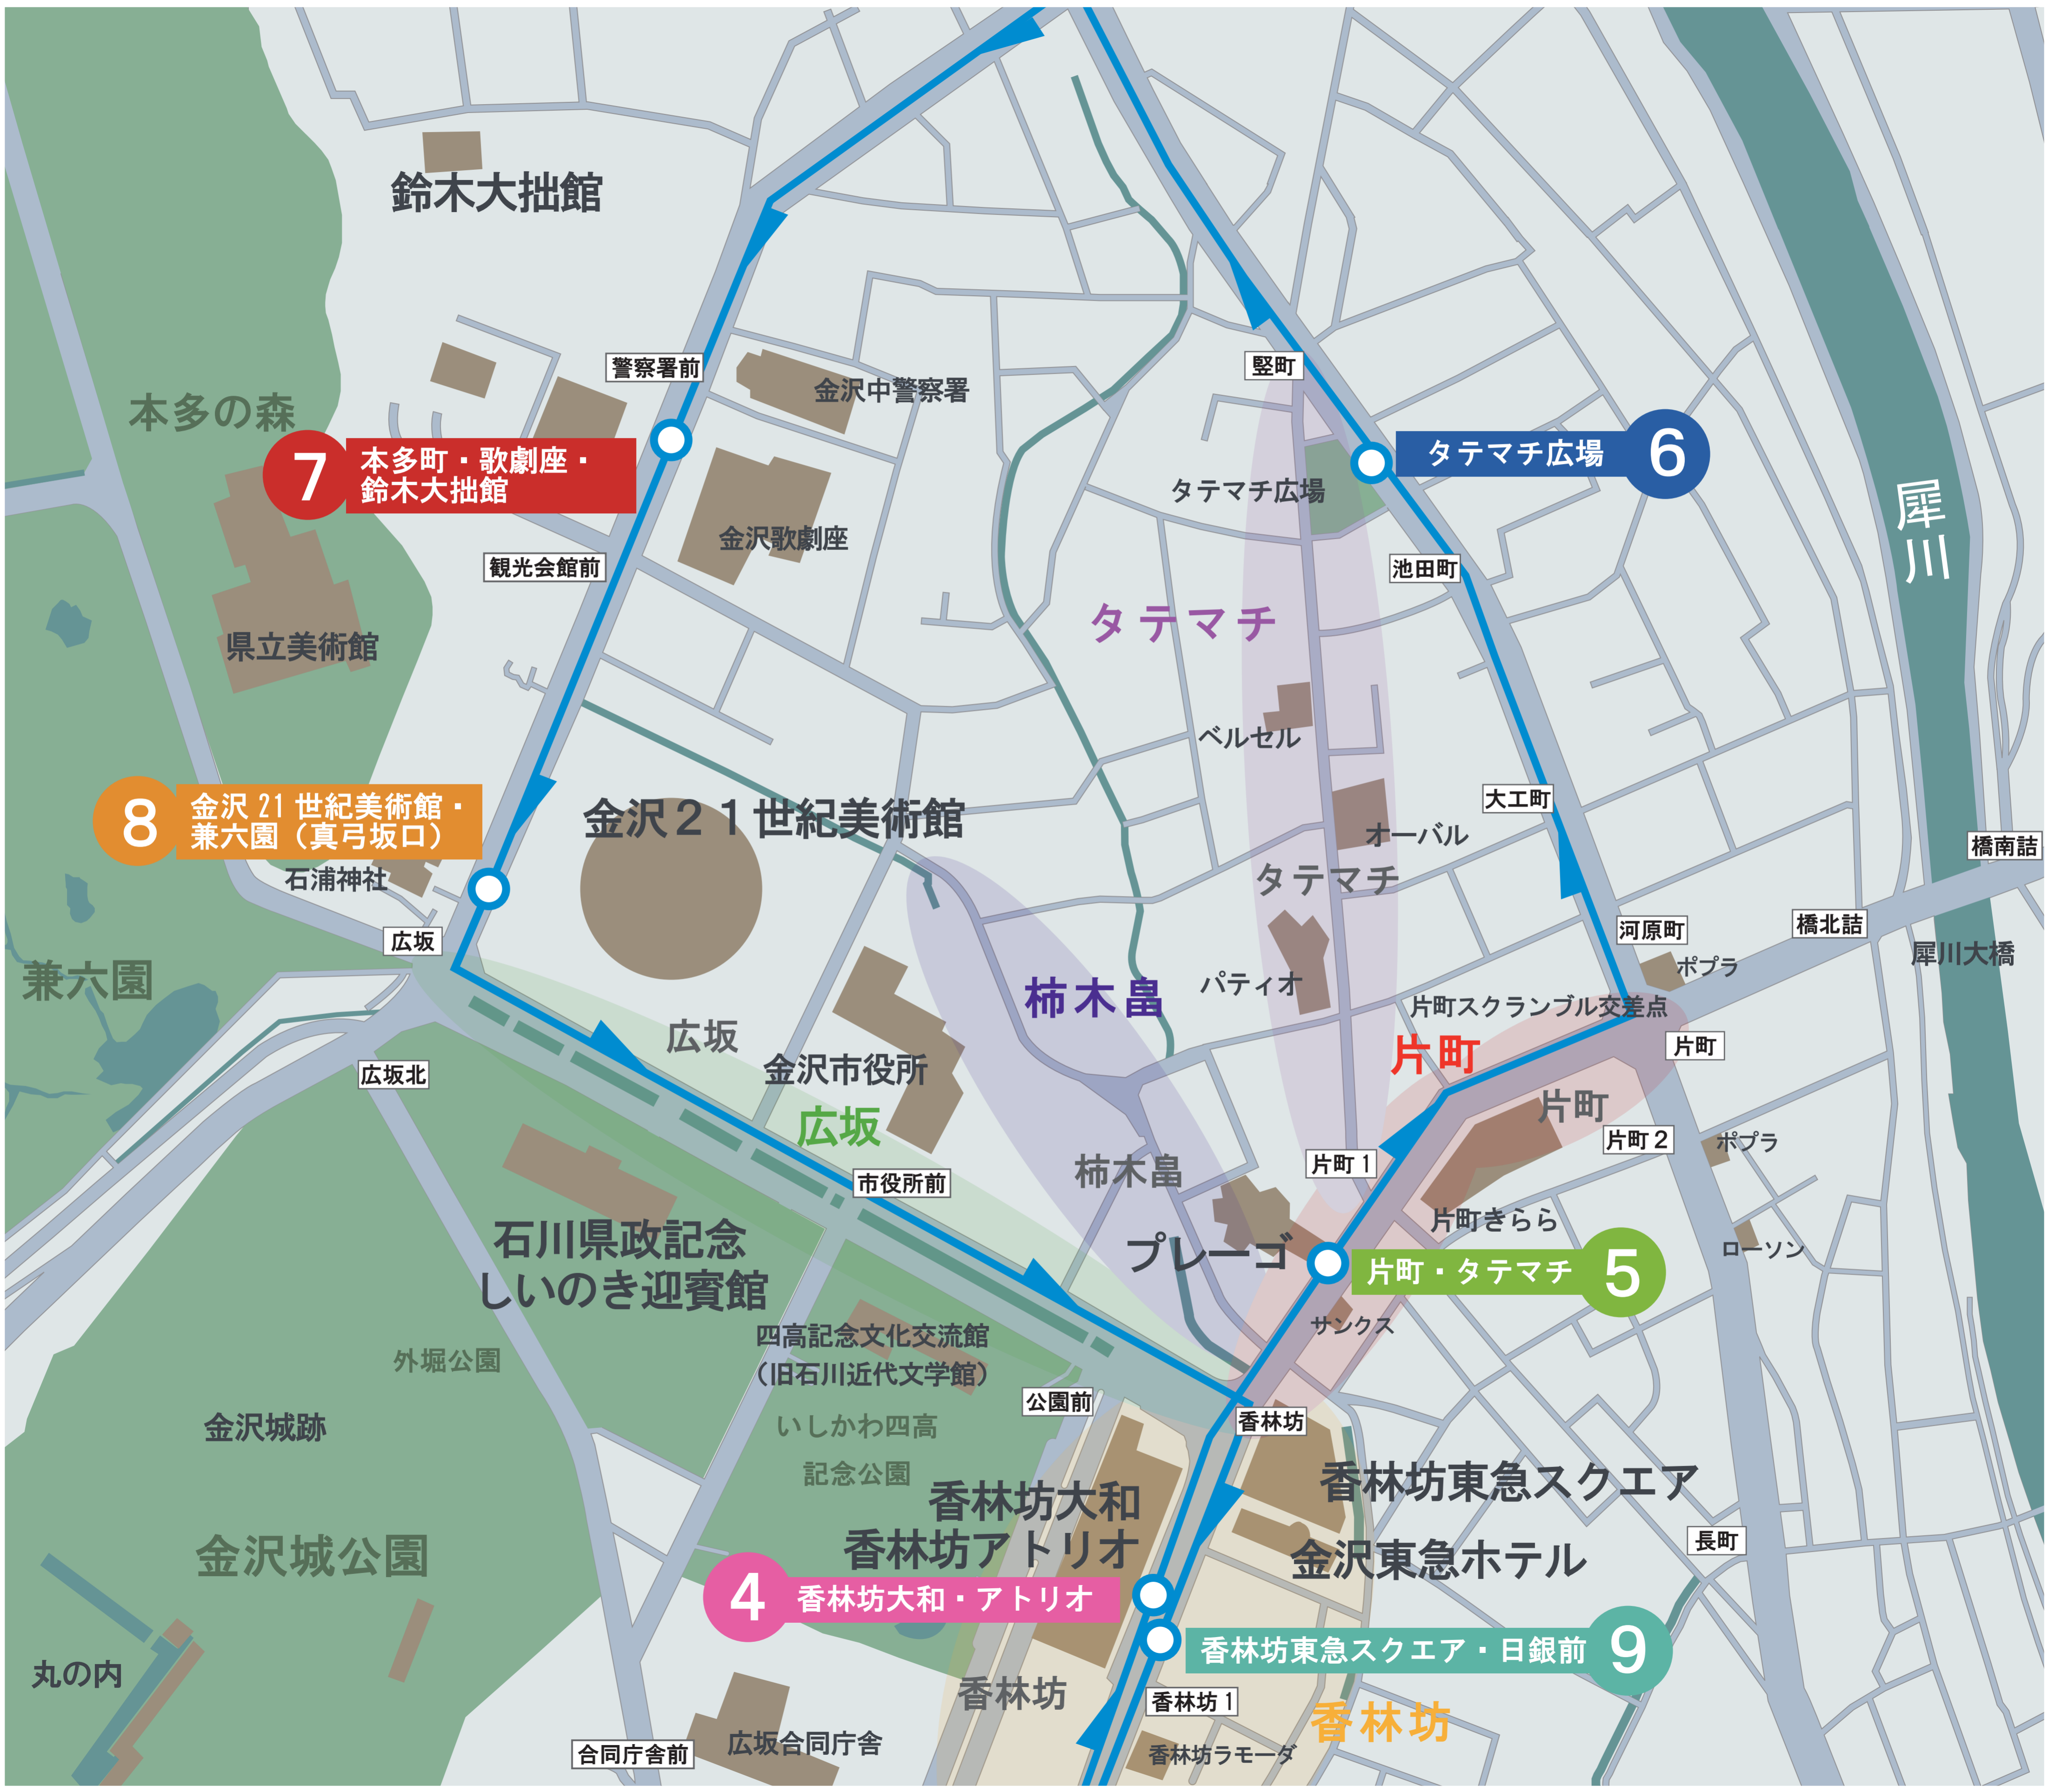 鈴木大拙館
本多の森
警察署前
金沢中警察署
竪町
7
本多町・歌劇座・
鈴木大拙館
タテマチ広場
6
タテマチ広場
犀川
金沢歌劇座
観光会館前
池田町
県立美術館
タテマチ
ベルセル
8
金沢21世紀美術館・
兼六園（真弓坂口）
金沢２１世紀美術館
大工町
オーバル
橋南詰
石浦神社
タテマチ
広坂
河原町
橋北詰
犀川大橋
兼六園
柿木畠
パティオ
ポプラ
片町スクランブル交差点
広坂
金沢市役所
片町
片町
広坂北
広坂
片町
片町２
ポプラ
市役所前
柿木畠
片町１
石川県政記念
しいのき迎賓館
プレーゴ
片町きらら
ローソン
片町・タテマチ
5
サンクス
四高記念文化交流館
（旧石川近代文学館）
外堀公園
公園前
香林坊
金沢城跡
いしかわ四高
記念公園
香林坊大和
香林坊アトリオ
香林坊東急スクエア
金沢東急ホテル
長町
金沢城公園
4
香林坊大和・アトリオ
香林坊東急スクエア・日銀前
9
丸の内
香林坊
香林坊１
香林坊
合同庁舎前
広坂合同庁舎
香林坊ラモーダ